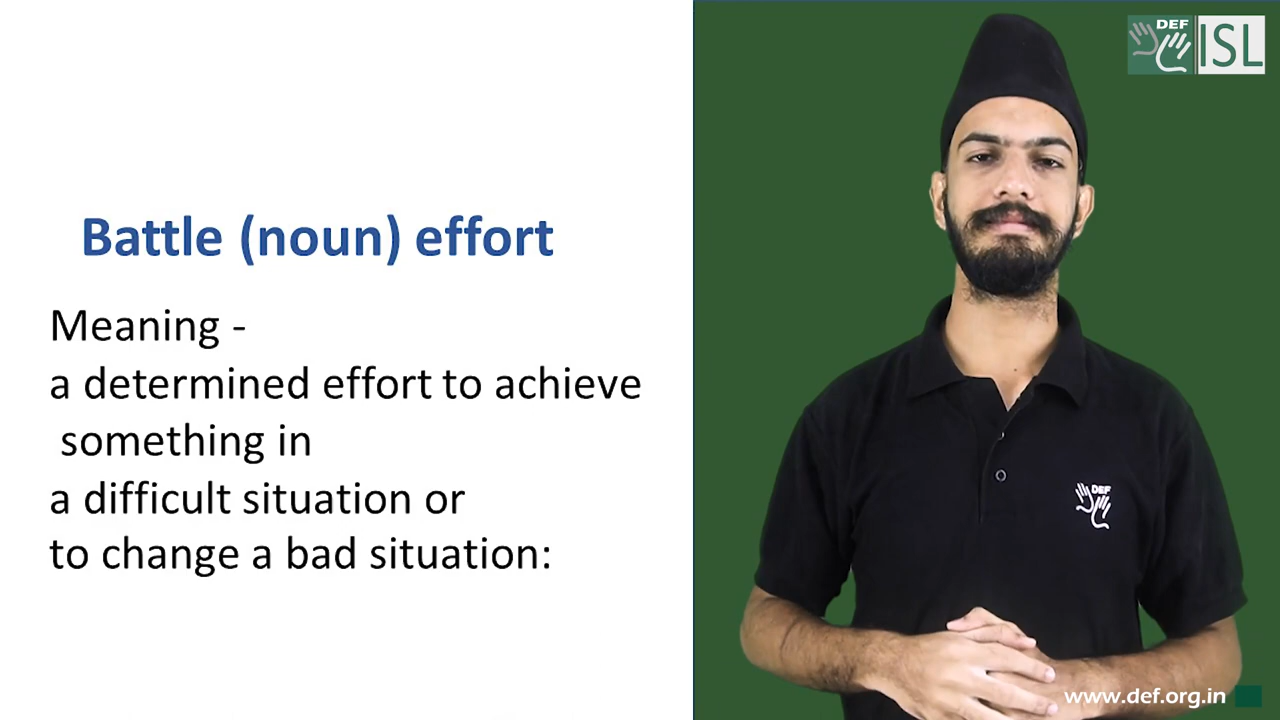 Battle (noun) effort
Meaning -
a determined effort to achieve
something in
a difficult situation or
to change a bad situation:
DEF
ISL
DEF
www.def.org.in